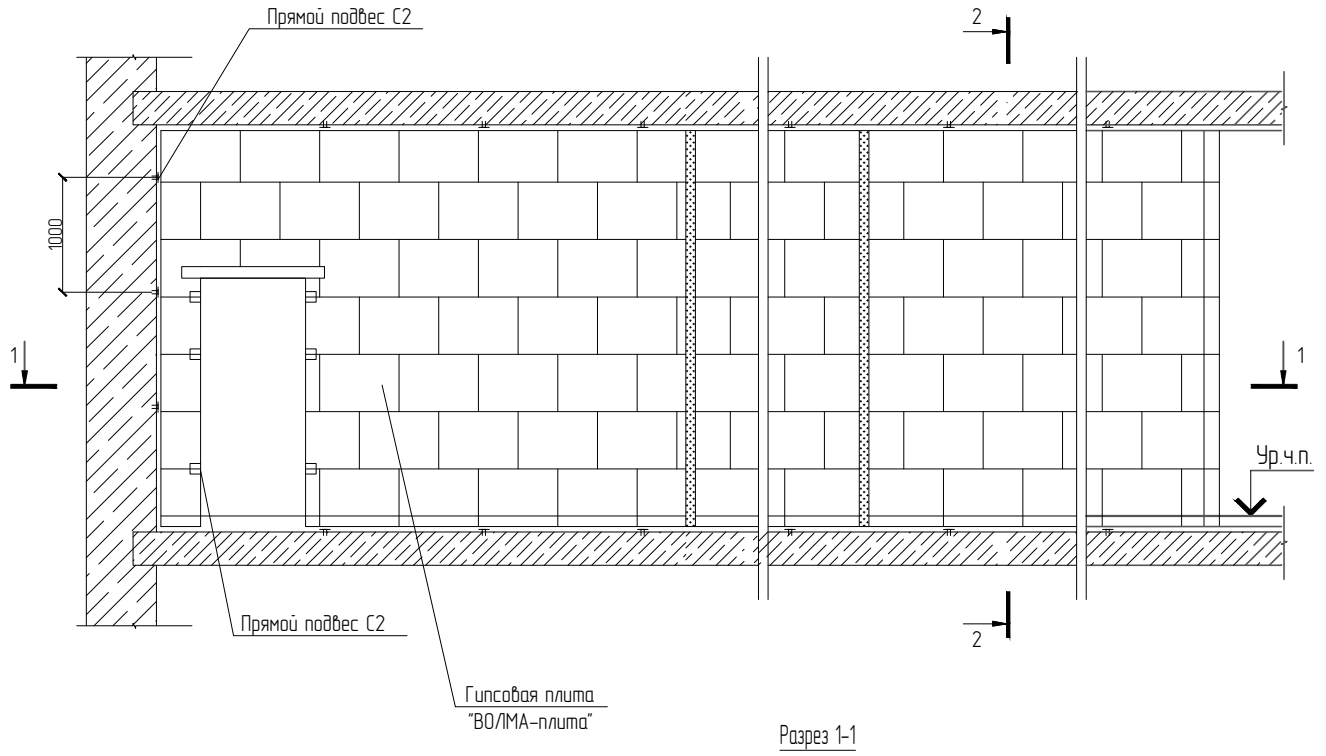 Прямой подвес С2
2
1000
1
1
Ур.ч.п.
Прямой подвес С2
2
Гипсовая плита
"ВОЛМА-плита"
Разрез 1-1